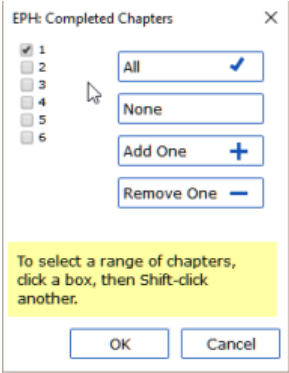 EPH: Completed Chapters
1
2
3
4
5
6
All
None
Add One
Remove One
To select a range of chapters,
click a box, then Shift-click
another.
OK Cancel